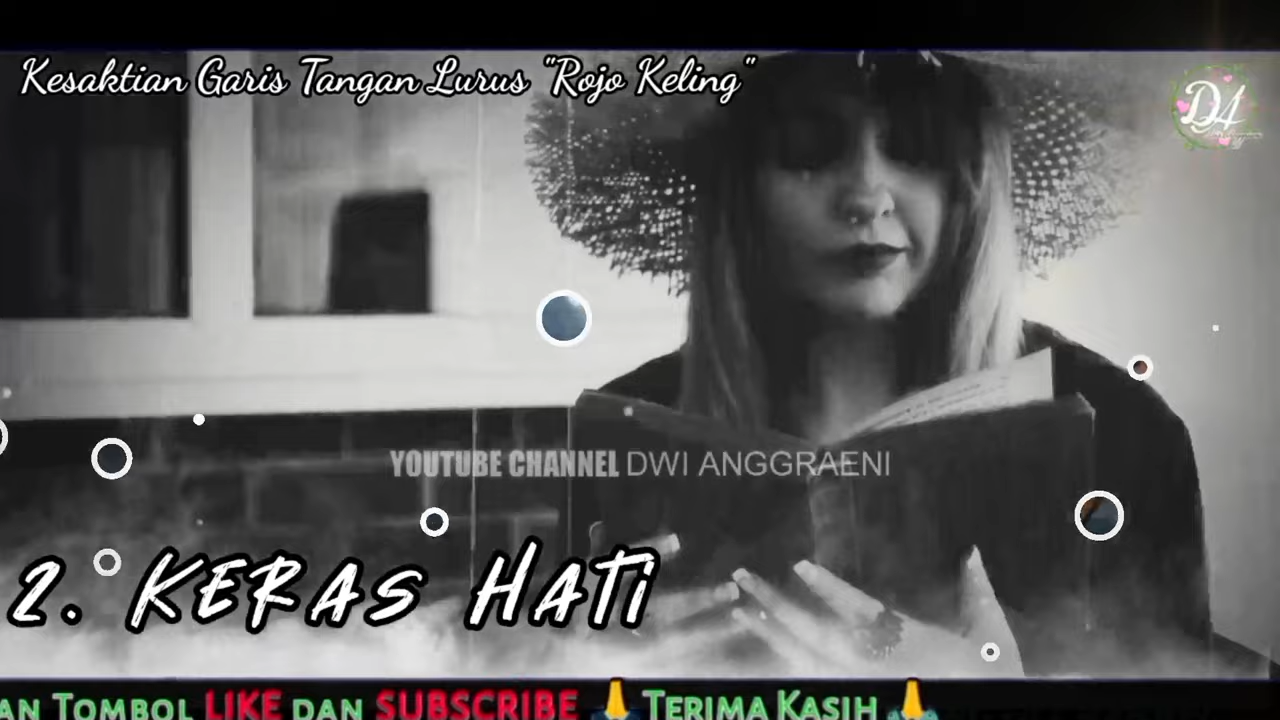 Kesaktian Garis Tangan Lurus "Rojo Keling"
D4
YOUTUBE CHANNEL DWI ANGGRAENI
2. KERAS HATI
AN TOMBOL LIKE DAN SUBSCRIBE 🙏 TERIMA KASIH 🙏